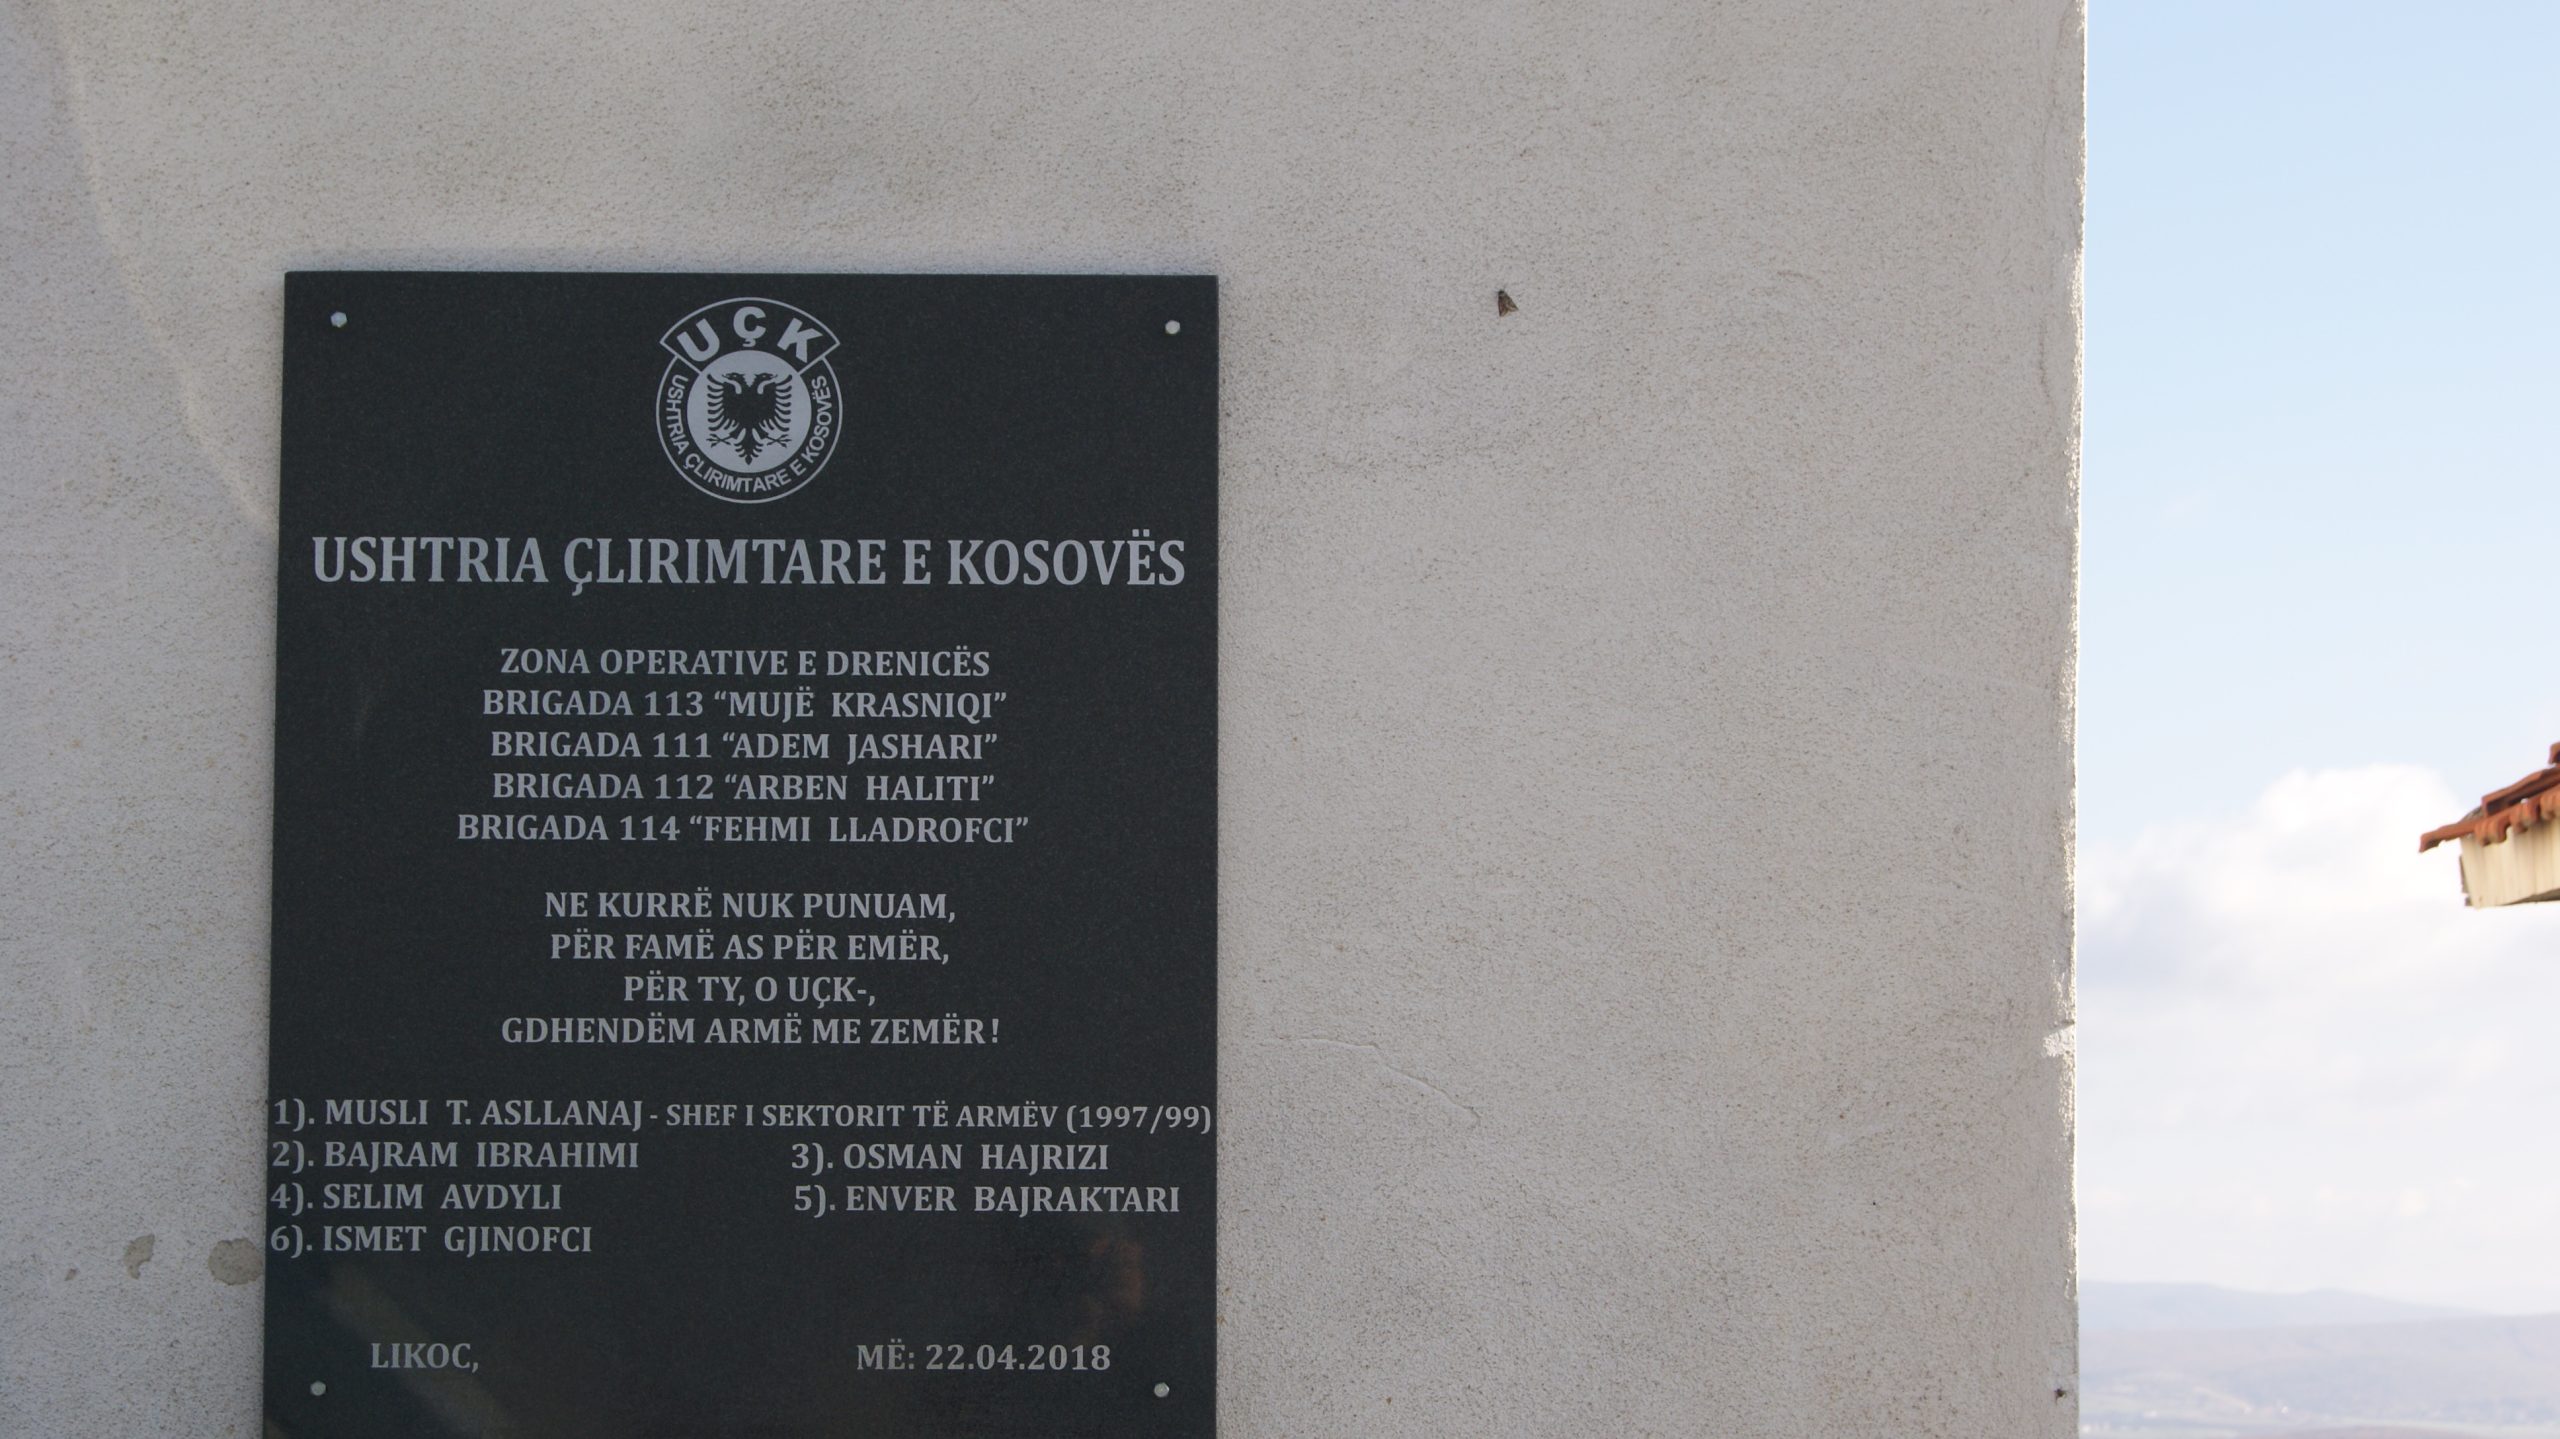 UÇK
USHTRIA ÇLIRIMTARE E KOSOVËS
USHTRIA ÇLIRIMTARE E KOSOVËS
ZONA OPERATIVE E DRENICËS
BRIGADA 113 “MUJË KRASNIQI”
BRIGADA 111 “ADEM JASHARI”
BRIGADA 112 “ARBEN HALITI”
BRIGADA 114 “FEHMI LLADROFCI”
NE KURRË NUK PUNUAM,
PËR FAMË AS PËR EMËR,
PËR TY, O UÇK-,
GDHENDËM ARMË ME ZEMËR!
1). MUSLI T. ASLLANAJ - SHEF I SEKTORIT TË ARMËV (1997/99)
2). BAJRAM IBRAHIMI 3). OSMAN HAJRIZI
4). SELIM AVDYLI 5). ENVER BAJRAKTARI
6). ISMET GJINOFCI
LIKOC, MË: 22.04.2018